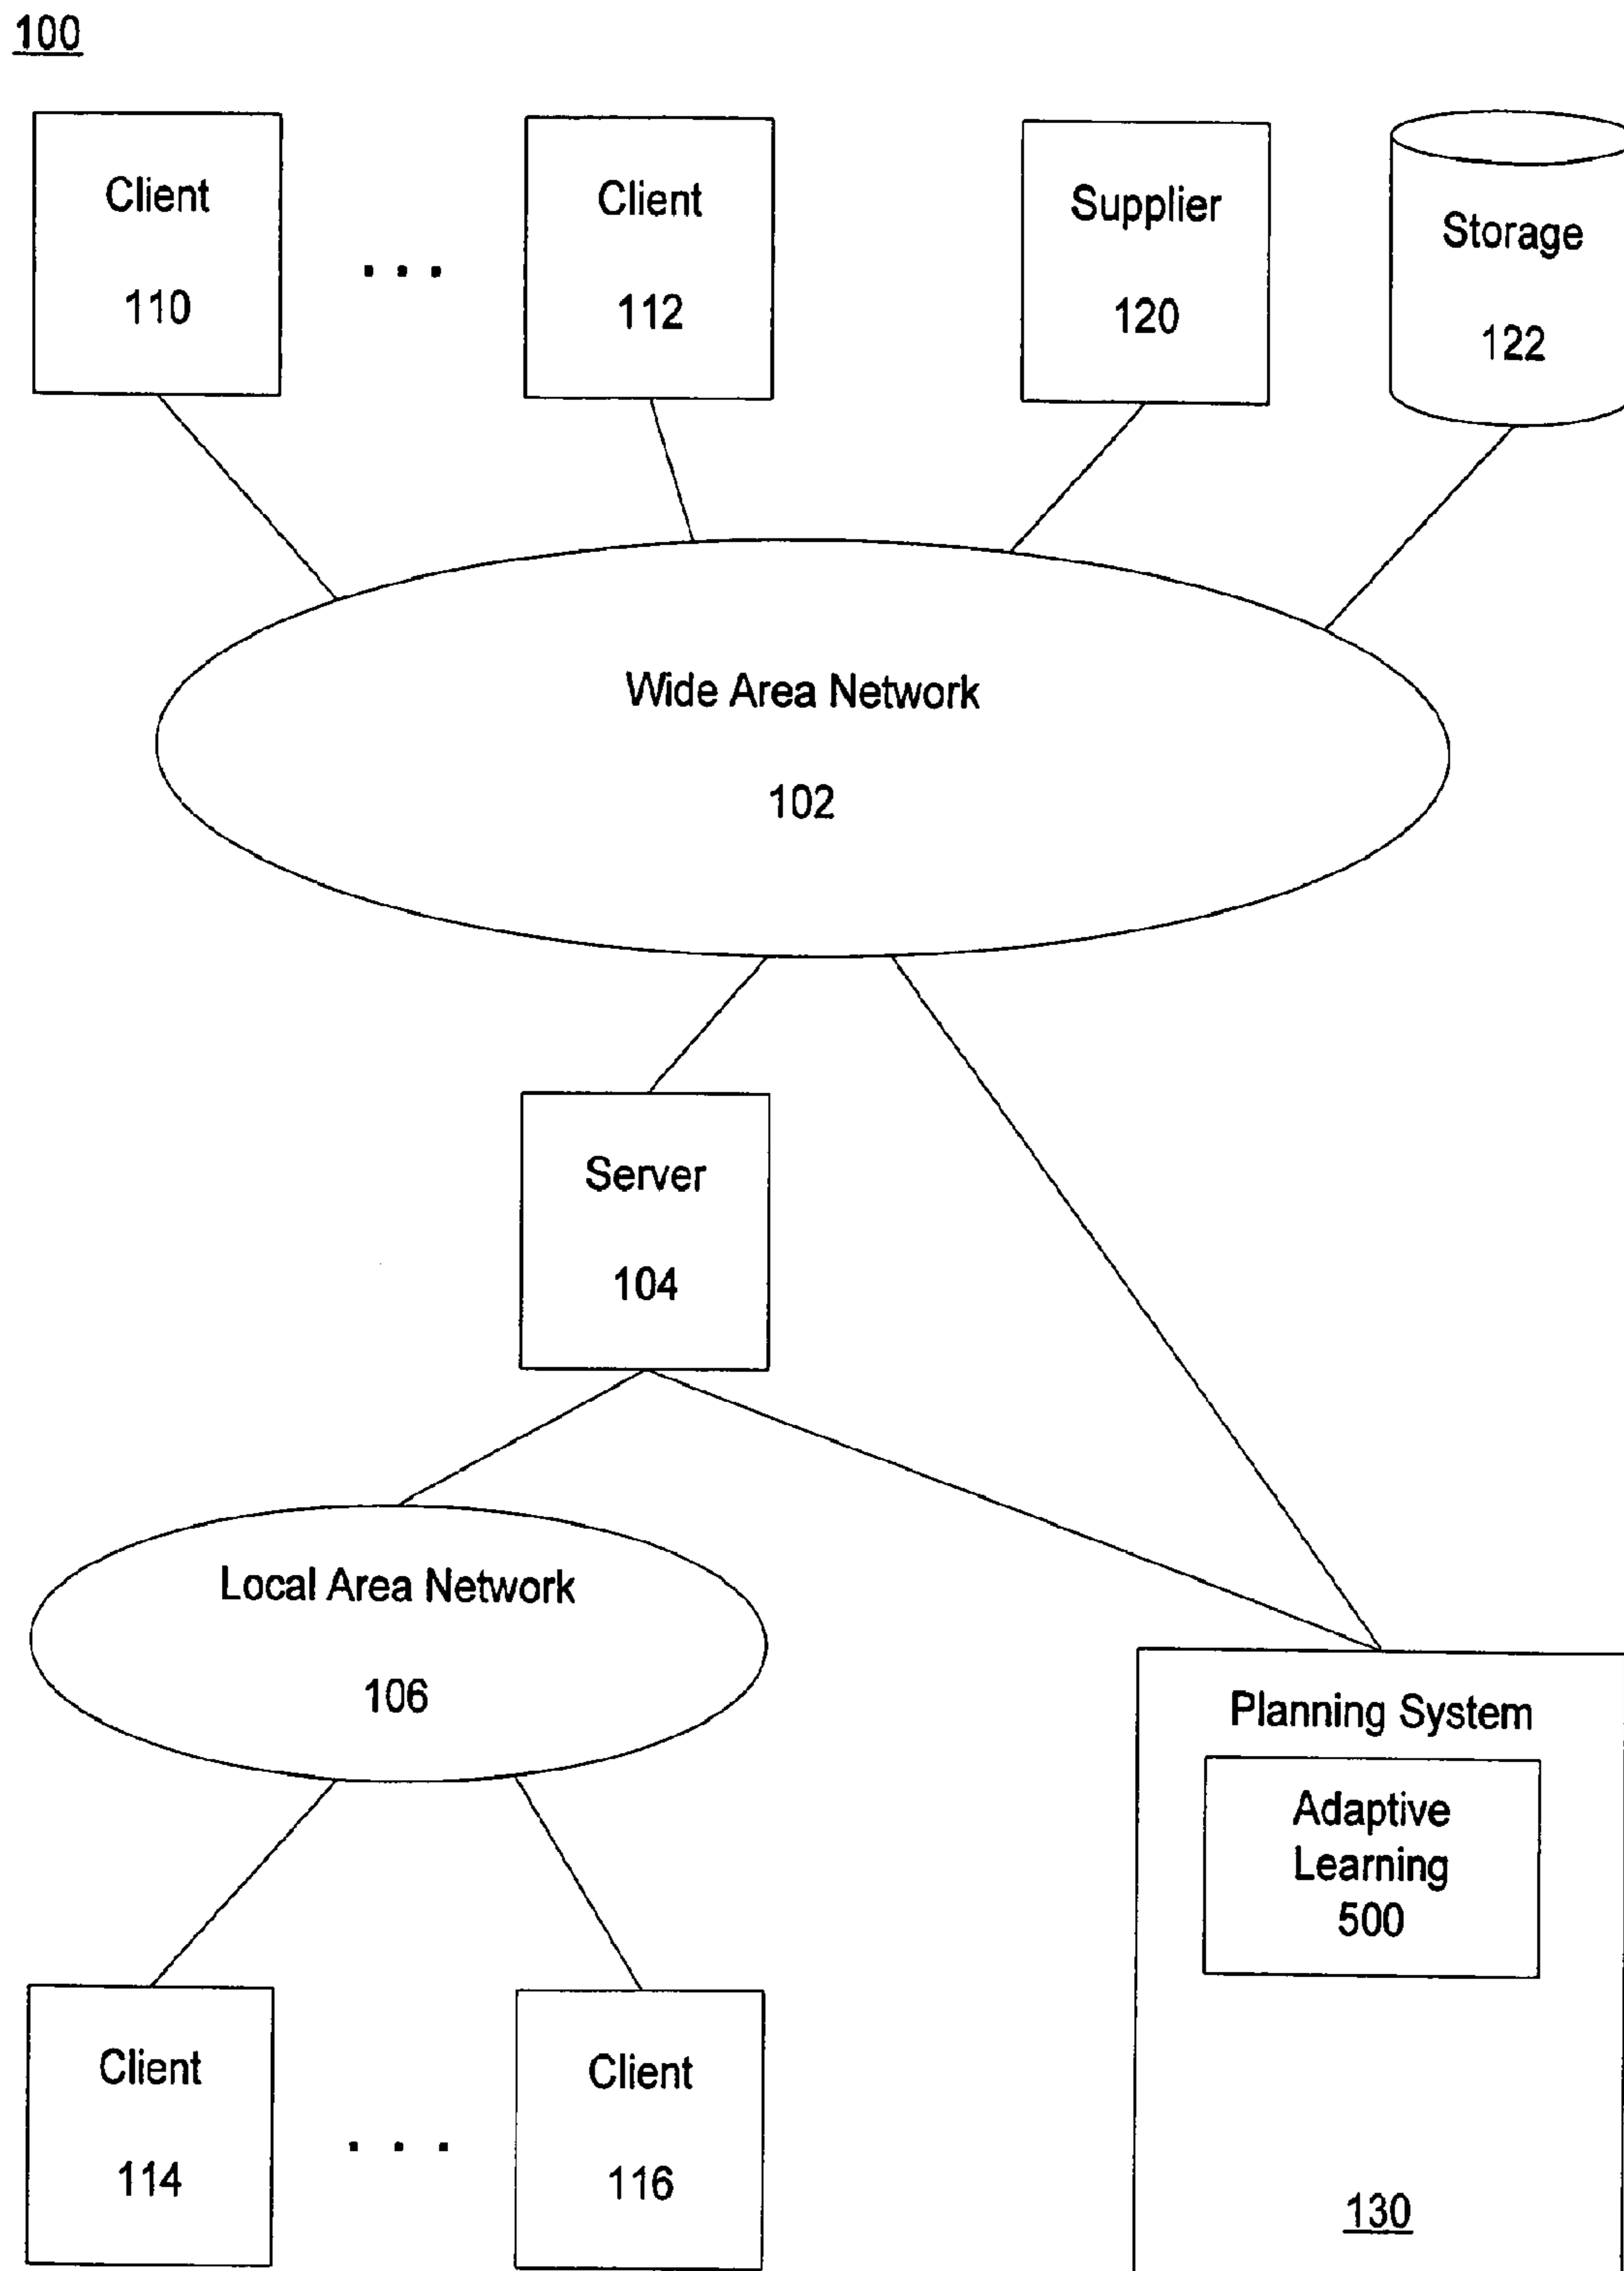 100
Client
110
. . .
Client
112
Supplier
120
Storage
122
Wide Area Network
102
Server
104
Local Area Network
106
Planning System
Adaptive
Learning
500
130
Client
114
. . .
Client
116